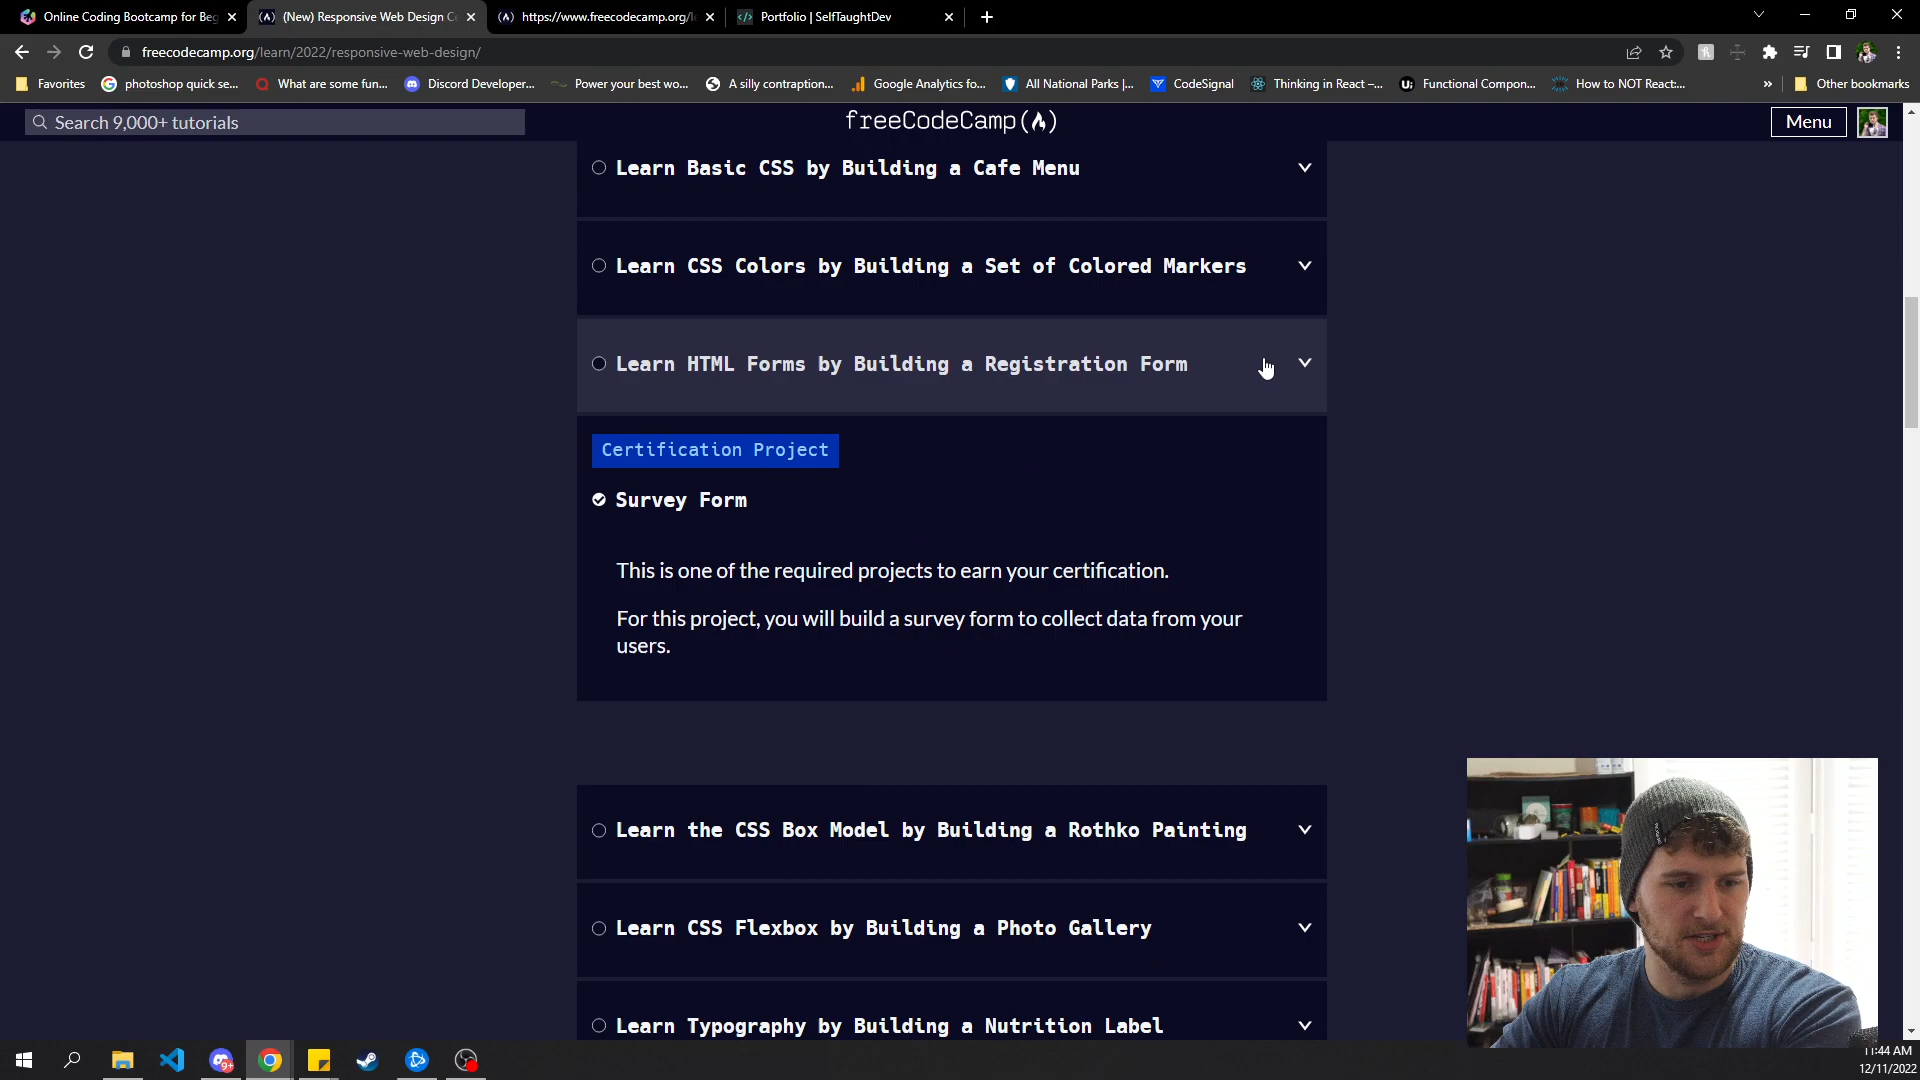 Online Coding Bootcamp for Beg
(New) Responsive Web Design C
https://www.freecodecamp.org/l
Portfolio | SelfTaughtDev
freecodecamp.org/learn/2022/responsive-web-design/
Favorites
photoshop quick se...
What are some fun...
Discord Developer...
Power your best wo...
A silly contraption...
Google Analytics fo...
All National Parks |...
CodeSignal
Thinking in React –...
Functional Compon...
How to NOT React:...
»
Other bookmarks
Search 9,000+ tutorials
freeCodeCamp
Menu
Learn Basic CSS by Building a Cafe Menu
Learn CSS Colors by Building a Set of Colored Markers
Learn HTML Forms by Building a Registration Form
Certification Project
Survey Form
This is one of the required projects to earn your certification.
For this project, you will build a survey form to collect data from your
users.
Learn the CSS Box Model by Building a Rothko Painting
Learn CSS Flexbox by Building a Photo Gallery
Learn Typography by Building a Nutrition Label
9+
11:44 AM
12/11/2022